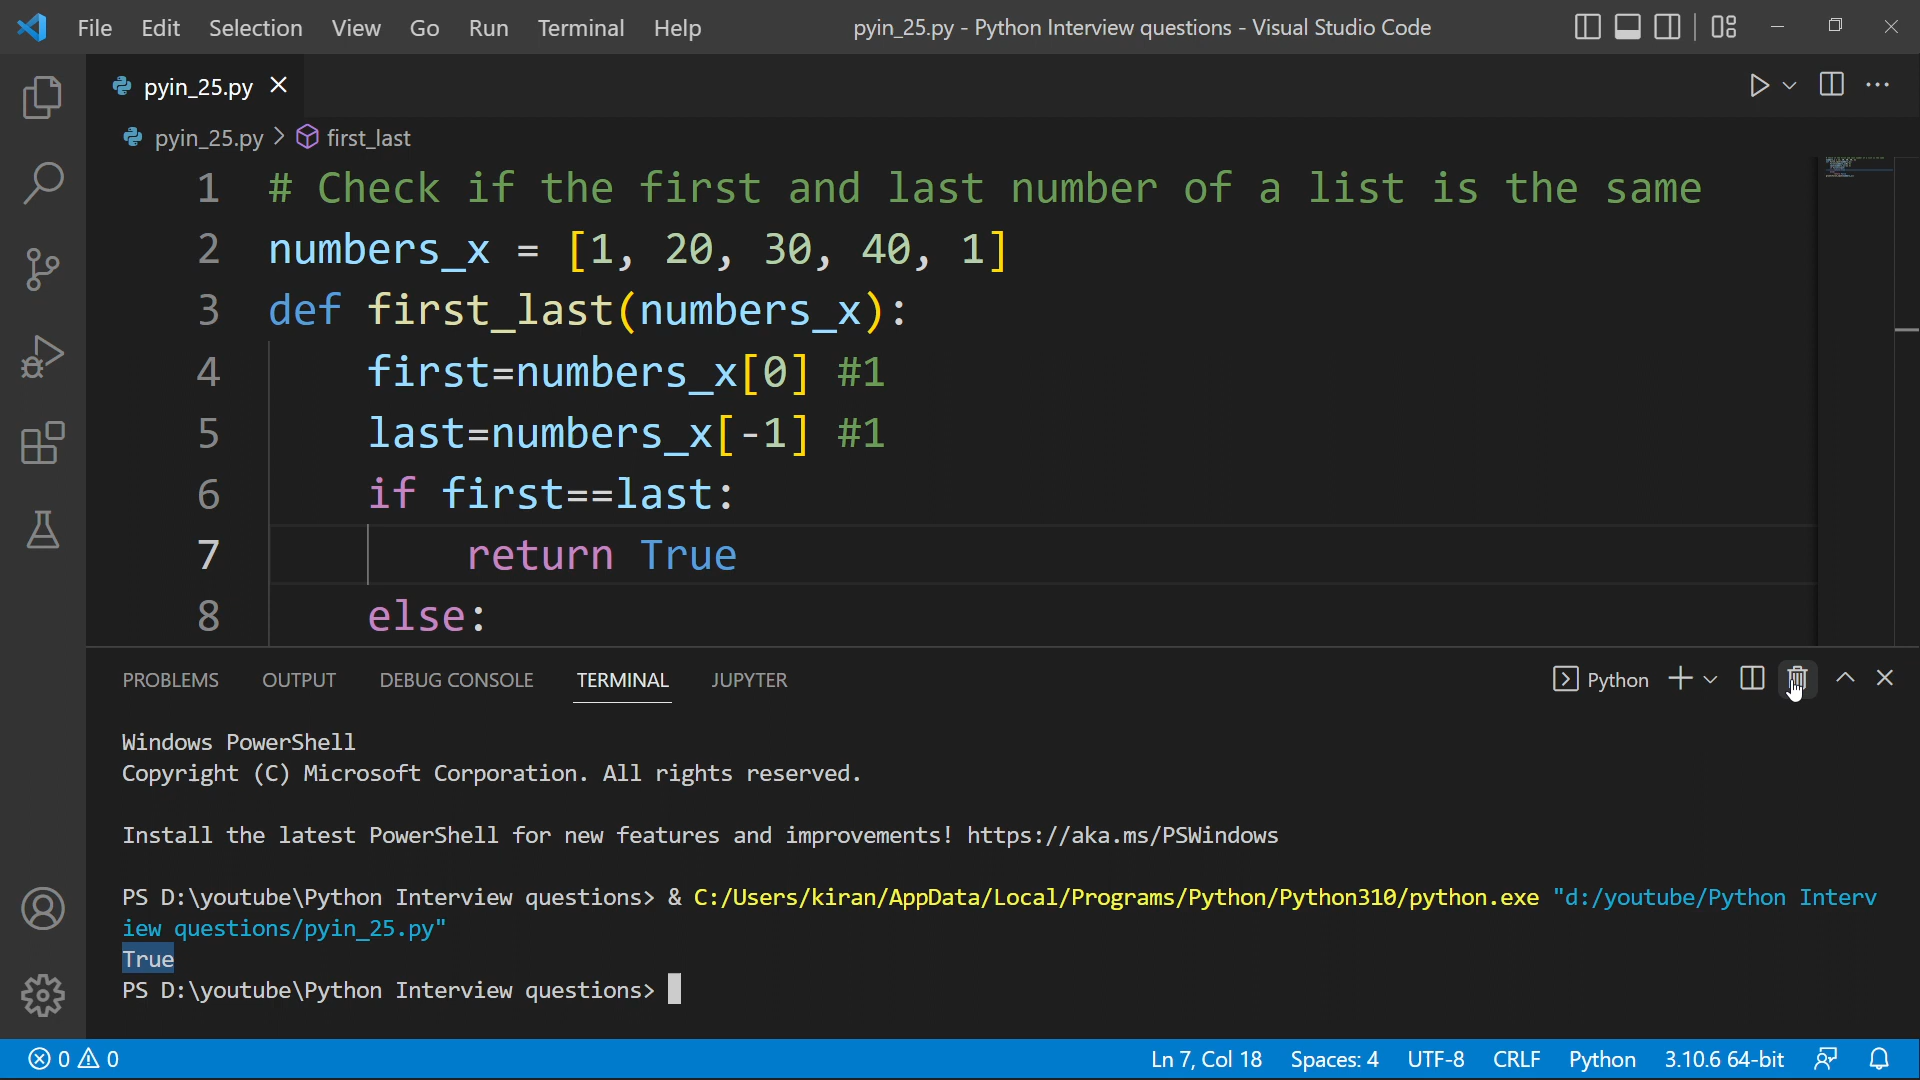 File Edit Selection View Go Run Terminal Help pyin_25.py - Python Interview questions - Visual Studio Code
pyin_25.py
pyin_25.py > first_last
1 # Check if the first and last number of a list is the same
2 numbers_x = [1, 20, 30, 40, 1]
3 def first_last(numbers_x):
4 first=numbers_x[0] #1
5 last=numbers_x[-1] #1
6 if first==last:
7 return True
8 else:
PROBLEMS OUTPUT DEBUG CONSOLE TERMINAL JUPYTER Python
Windows PowerShell
Copyright (C) Microsoft Corporation. All rights reserved.
Install the latest PowerShell for new features and improvements! https://aka.ms/PSWindows
PS D:\youtube\Python Interview questions> & C:/Users/kiran/AppData/Local/Programs/Python/Python310/python.exe "d:/youtube/Python Interv
iew questions/pyin_25.py"
True
PS D:\youtube\Python Interview questions>
0 0 Ln 7, Col 18 Spaces: 4 UTF-8 CRLF Python 3.10.6 64-bit